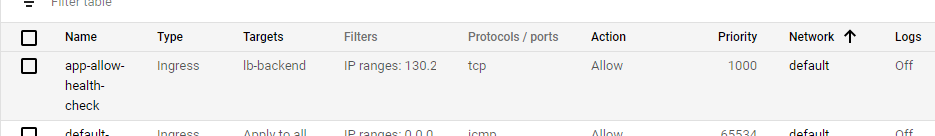 Filter table
Name Type Targets Filters Protocols / ports Action Priority Network Logs
app-allow- Ingress lb-backend IP ranges: 130.2 tcp Allow 1000 default Off
health-
check
default- Ingress Apply to all IP ranges: 0.0.0 icmp Allow 65534 default Off